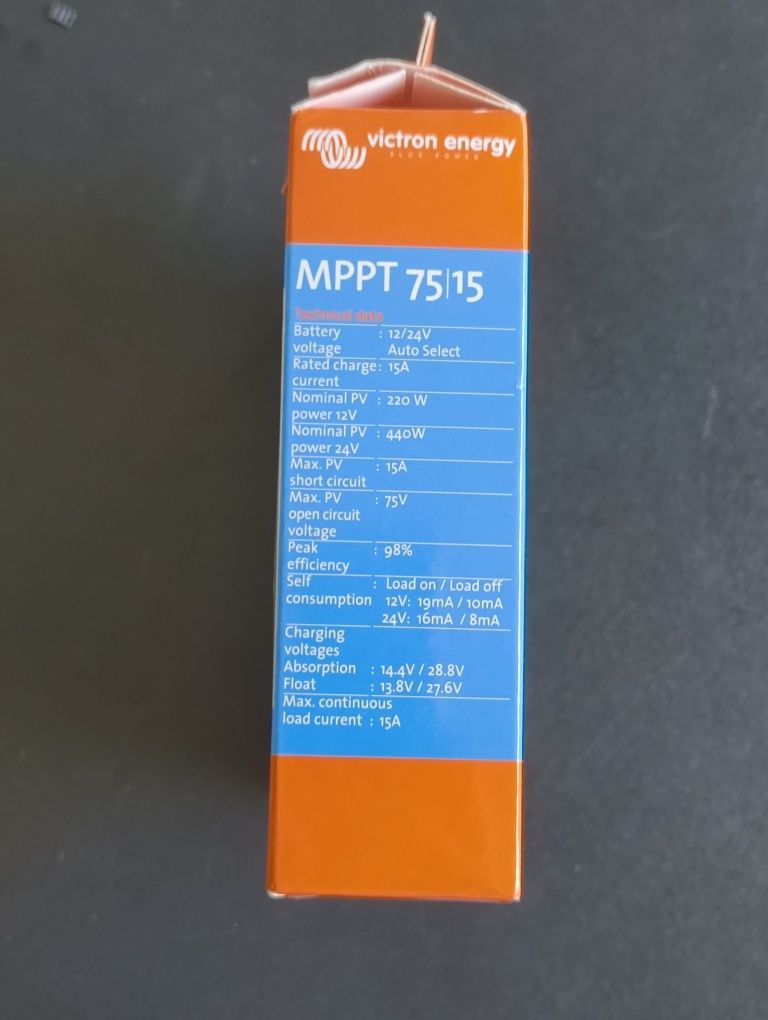 victron energy
BLUE POWER
MPPT 75|15
Technical data
Battery : 12/24V
voltage Auto Select
Rated charge: 15A
current
Nominal PV : 220 W
power 12V
Nominal PV : 440W
power 24V
Max. PV : 15A
short circuit
Max. PV : 75V
open circuit
voltage
Peak : 98%
efficiency
Self : Load on / Load off
consumption 12V: 19mA / 10mA
24V: 16mA / 8mA
Charging
voltages
Absorption : 14.4V / 28.8V
Float : 13.8V / 27.6V
Max. continuous
load current : 15A